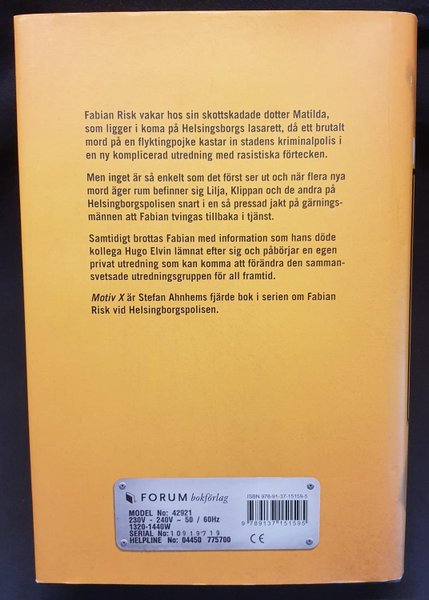 Fabian Risk vakar hos sin skottskadade dotter Matilda,
som ligger i koma på Helsingborgs lasarett, då ett brutalt
mord på en flyktingpojke kastar in stadens kriminalpolis i
en ny komplicerad utredning med rasistiska förtecken.
Men inget är så enkelt som det först ser ut och när flera nya
mord äger rum befinner sig Lilja, Klippan och de andra på
Helsingborgspolisen snart i en så pressad jakt på gärnings-
männen att Fabian tvingas tillbaka i tjänst.
Samtidigt brottas Fabian med information som hans döde
kollega Hugo Elvin lämnat efter sig och påbörjar en egen
privat utredning som kan komma att förändra den samman-
svetsade utredningsgruppen för all framtid.
Motiv X är Stefan Ahnhems fjärde bok i serien om Fabian
Risk vid Helsingborgspolisen.
FORUM bokförlag
MODEL No: 42921
230V - 240V ~ 50 / 60Hz
1320-1440W
SERIAL No: 10919719
HELPLINE No: 04450 775700
ISBN 978-91-37-15159-5
9789137151595
CE